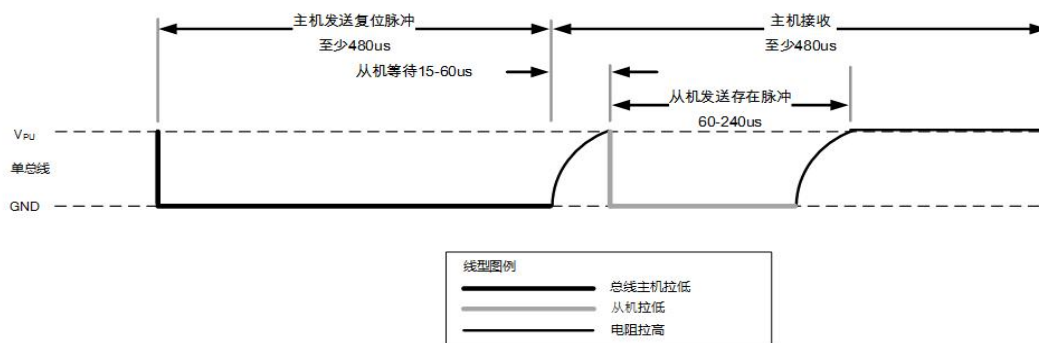 主机发送复位脉冲
至少480us
主机接收
至少480us
从机等待15-60us
从机发送存在脉冲
60-240us
VPU
单总线
GND
线型图例
总线主机拉低
从机拉低
电阻拉高